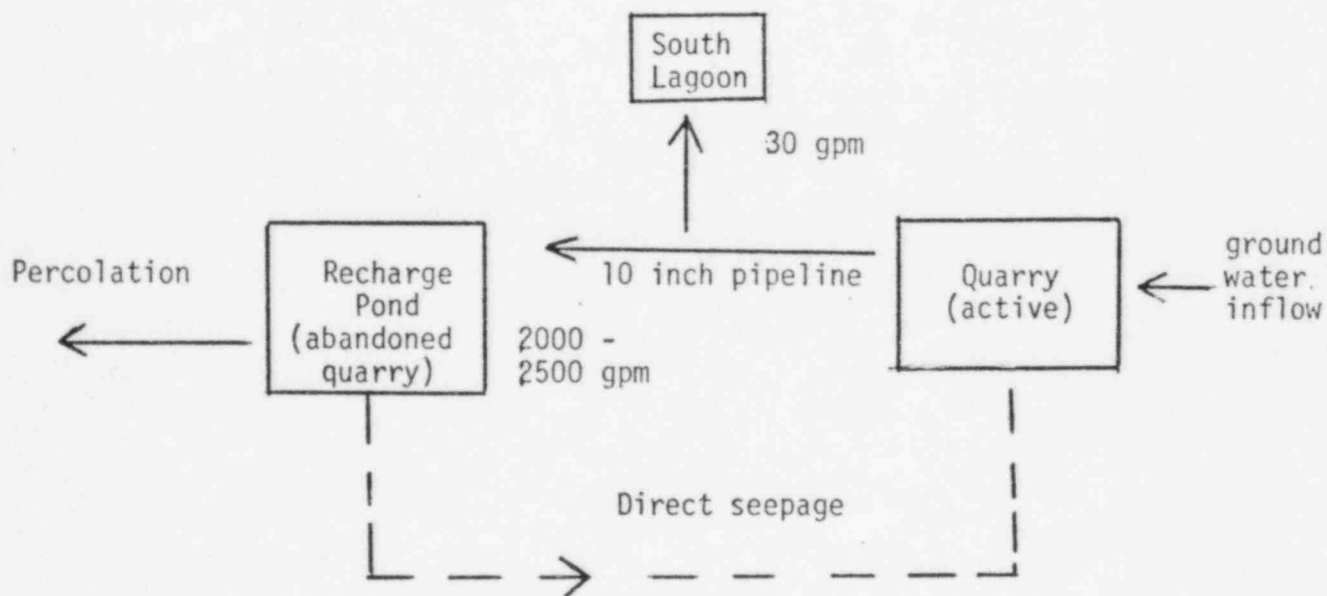 South
Lagoon
30 gpm
Percolation
Recharge
Pond
(abandoned
quarry)
2000 -
2500 gpm
10 inch pipeline
Quarry
(active)
ground
water
inflow
Direct seepage